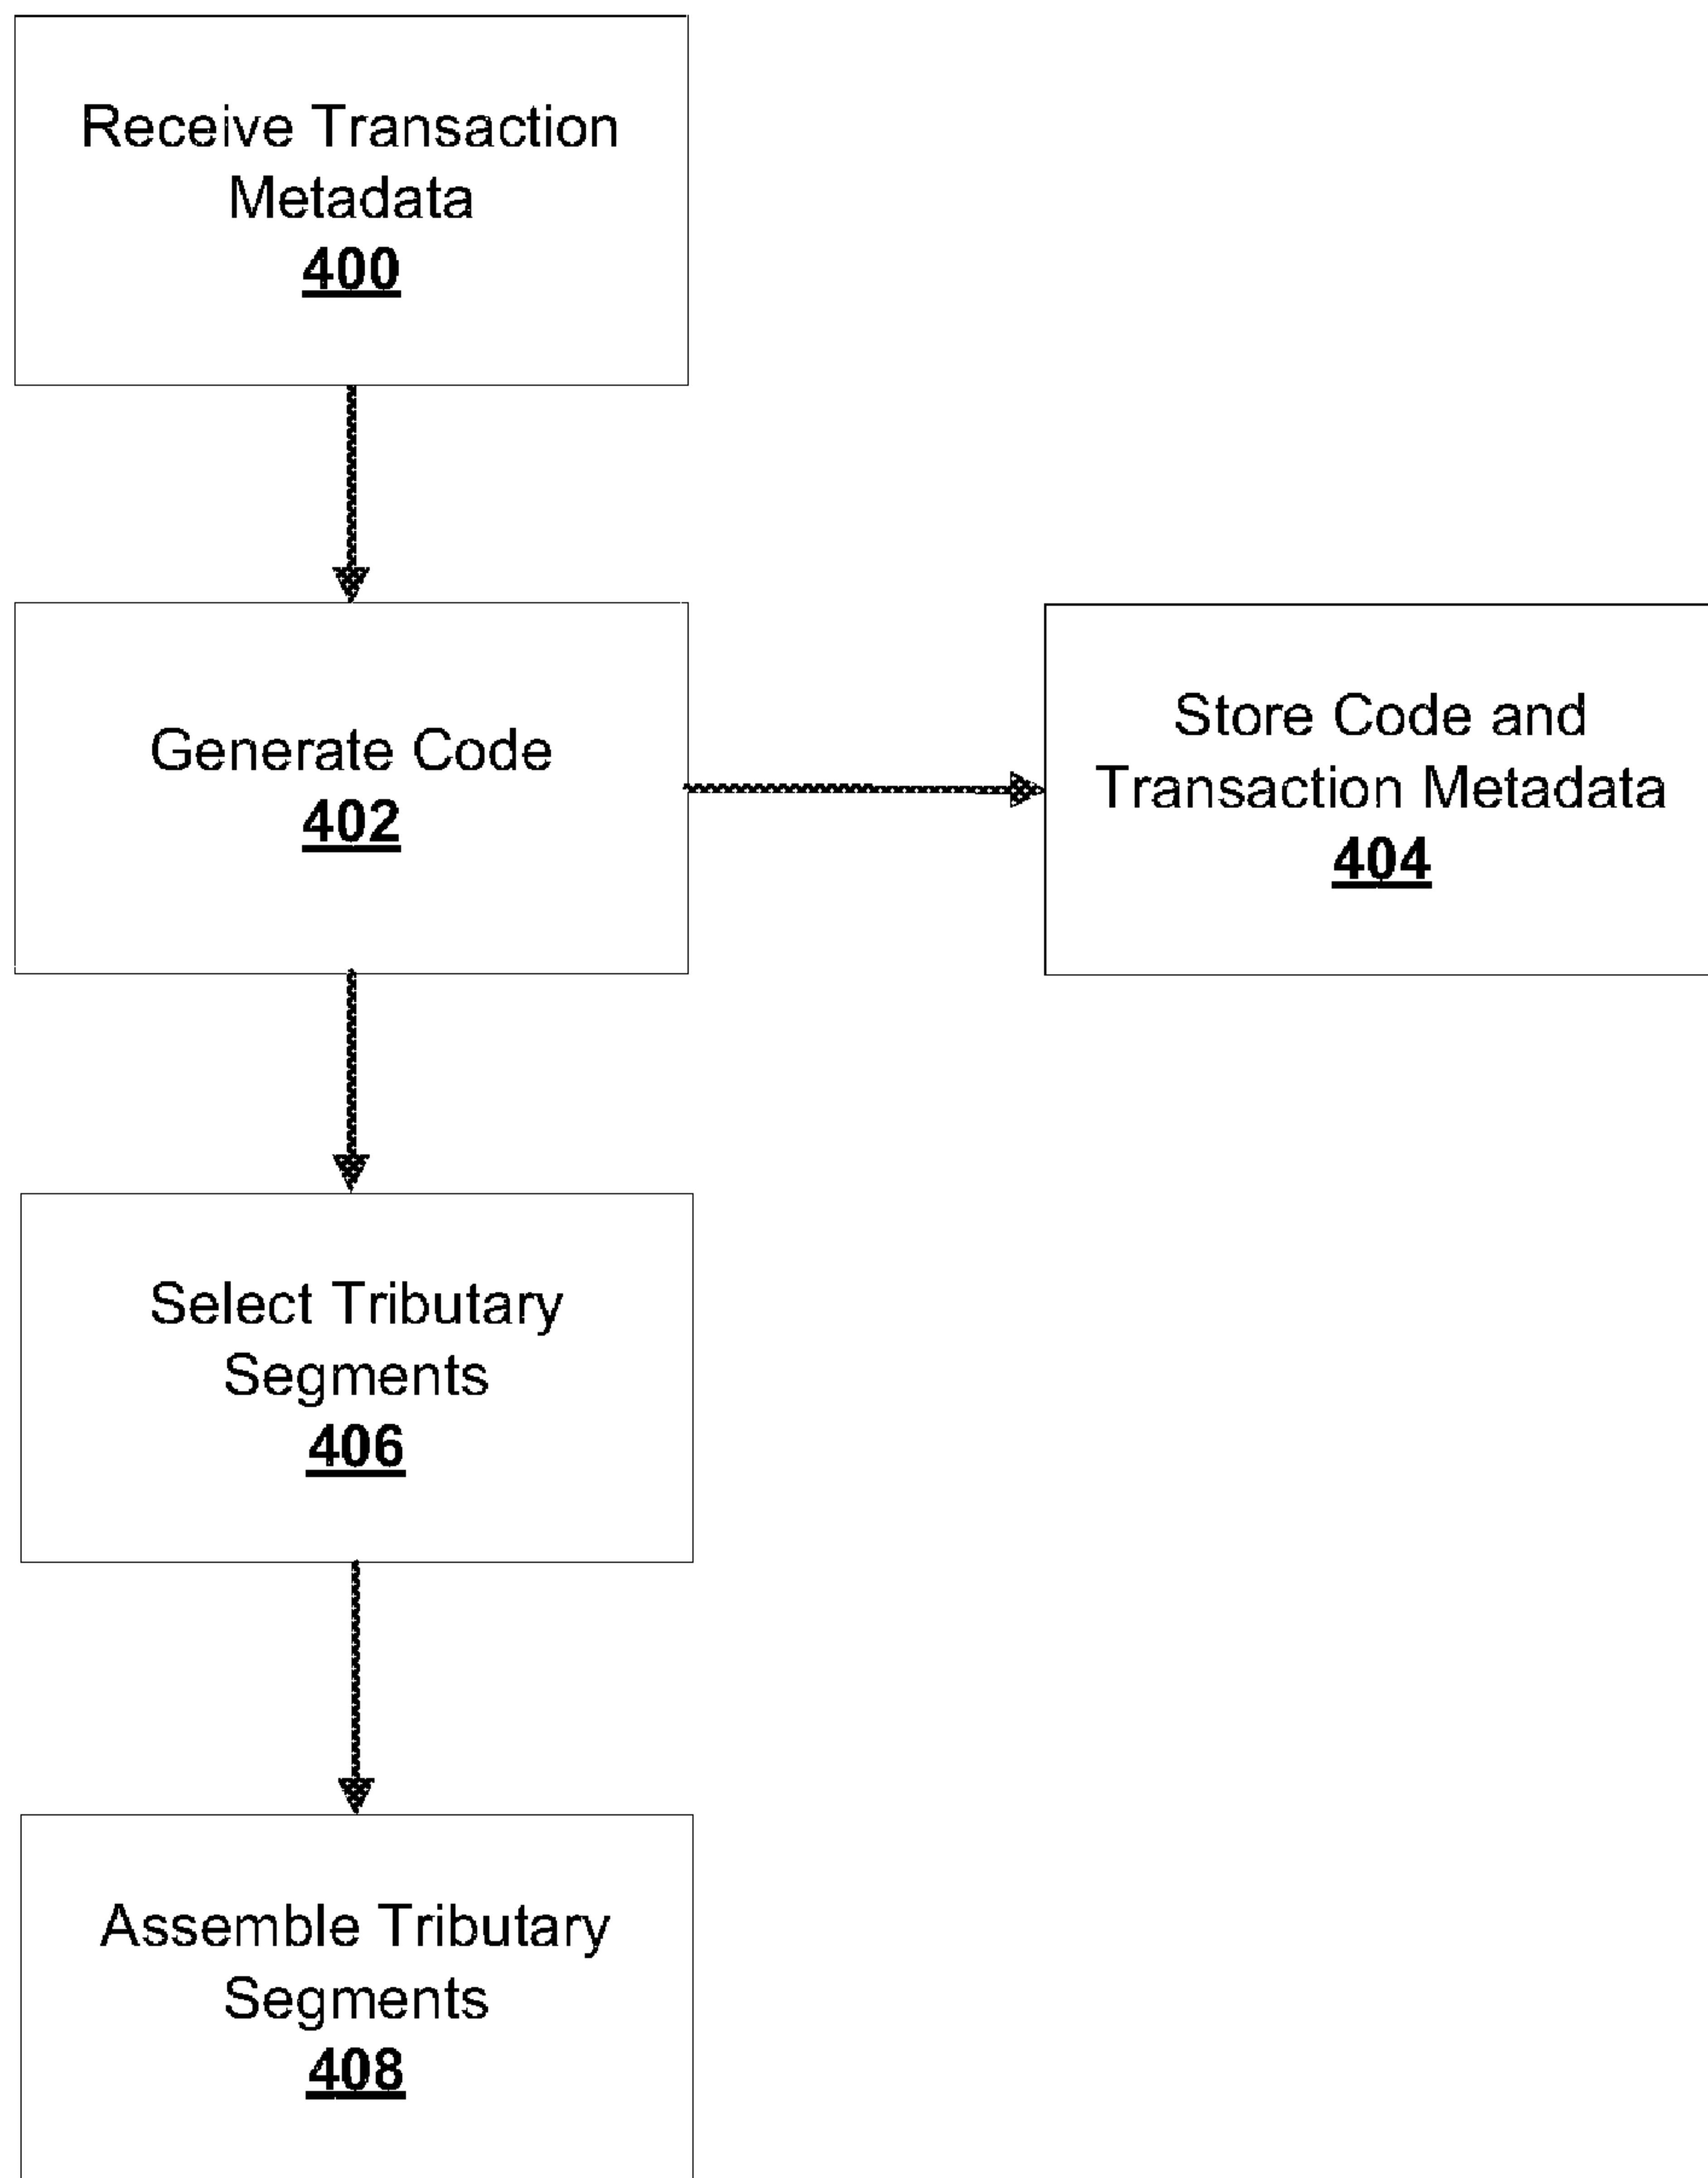 Receive Transaction
Metadata
400
Generate Code
402
Store Code and
Transaction Metadata
404
Select Tributary
Segments
406
Assemble Tributary
Segments
408